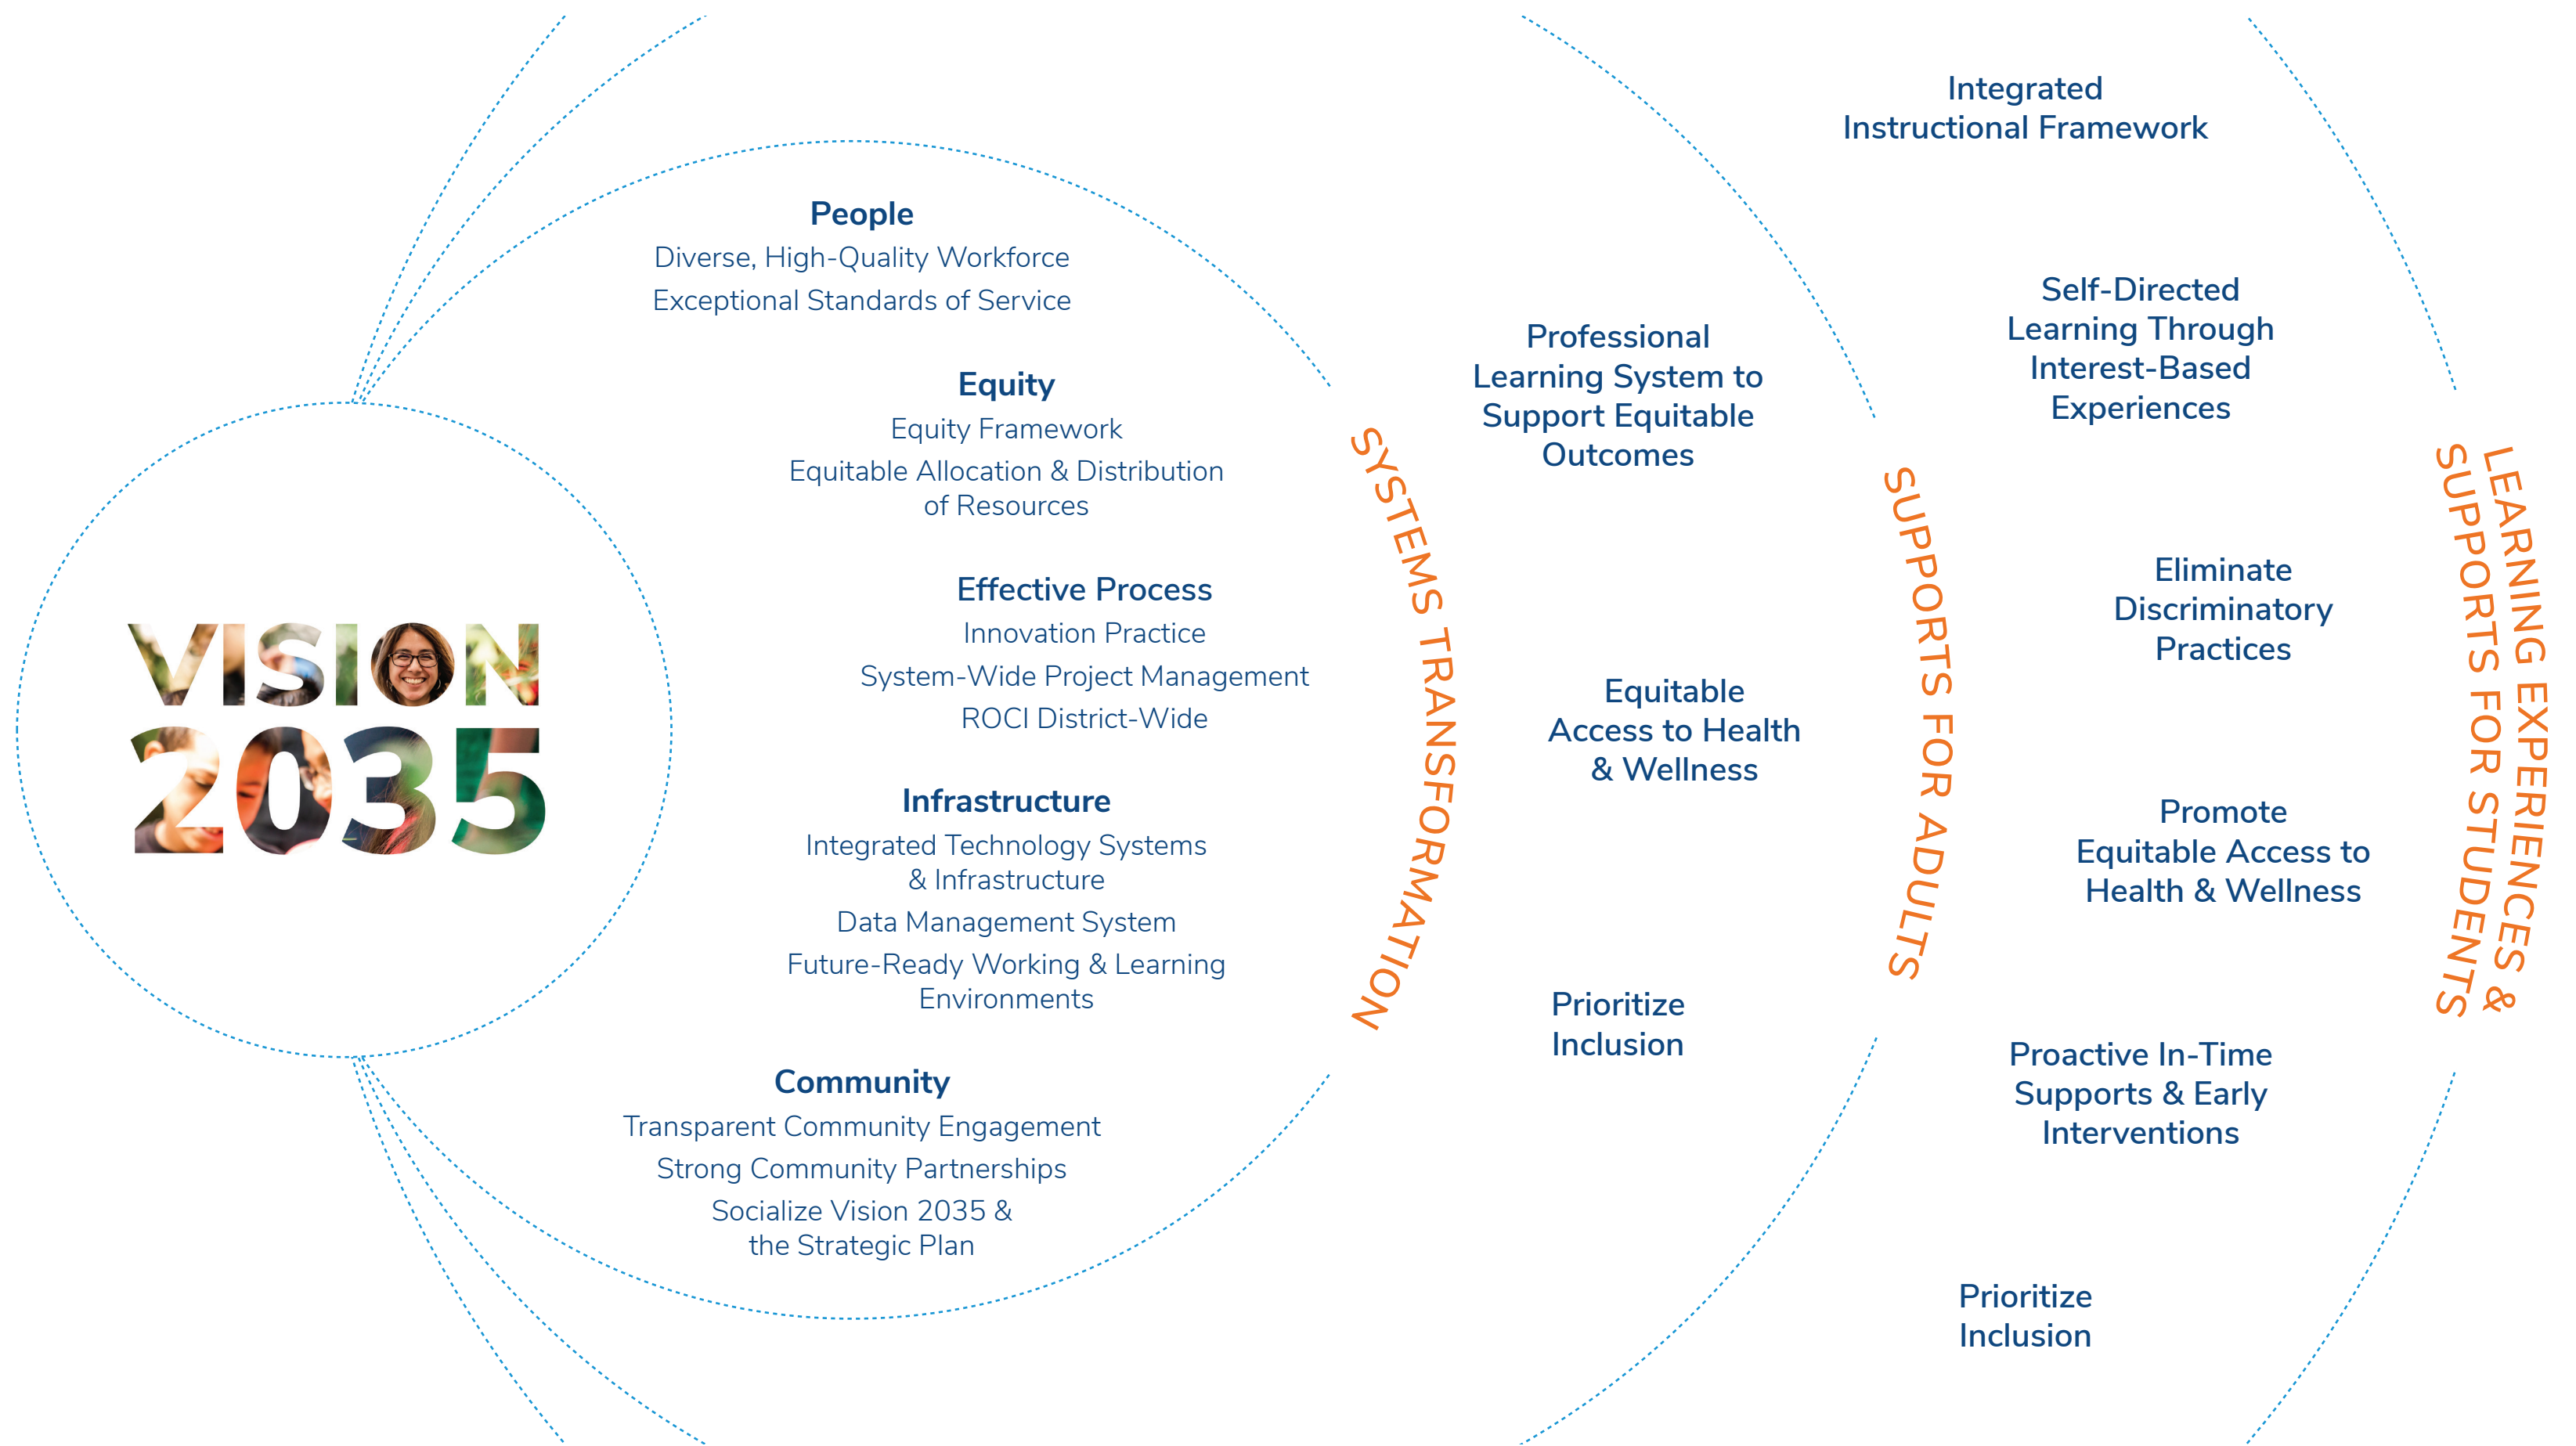 VISION
2035
People
Diverse, High-Quality Workforce
Exceptional Standards of Service
Equity
Equity Framework
Equitable Allocation & Distribution
of Resources
Effective Process
Innovation Practice
System-Wide Project Management
ROCI District-Wide
Infrastructure
Integrated Technology Systems
& Infrastructure
Data Management System
Future-Ready Working & Learning
Environments
Community
Transparent Community Engagement
Strong Community Partnerships
Socialize Vision 2035 &
the Strategic Plan
SYSTEMS TRANSFORMATION
Professional
Learning System to
Support Equitable
Outcomes
Equitable
Access to Health
& Wellness
Prioritize
Inclusion
SUPPORTS FOR ADULTS
Integrated
Instructional Framework
Self-Directed
Learning Through
Interest-Based
Experiences
Eliminate
Discriminatory
Practices
Promote
Equitable Access to
Health & Wellness
Proactive In-Time
Supports & Early
Interventions
Prioritize
Inclusion
LEARNING EXPERIENCES &
SUPPORTS FOR STUDENTS